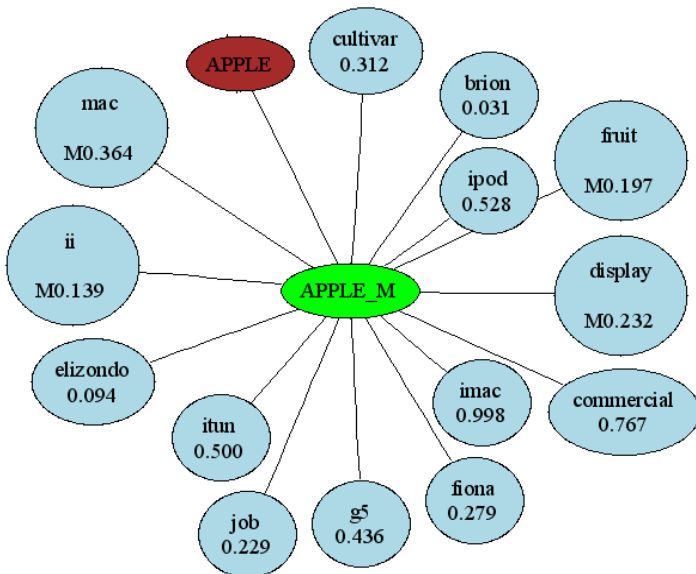 APPLE
cultivar
0.312
mac
M0.364
brion
0.031
fruit
M0.197
ipod
0.528
ii
M0.139
APPLE_M
display
M0.232
elizondo
0.094
imac
0.998
commercial
0.767
itun
0.500
fiona
0.279
job
0.229
g5
0.436